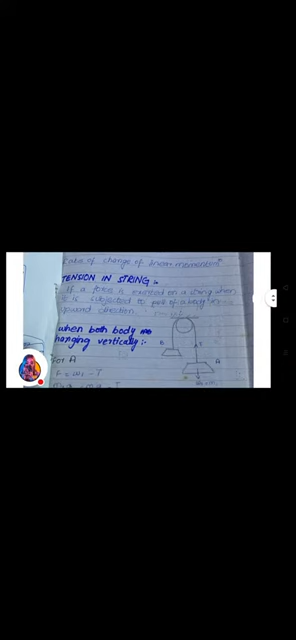 Rate of change of linear momentum"
TENSION IN STRING :-
If a force is exerted on a string when
it is subjected to pull of a body in
upward direction.
when both body are
hanging vertically :-
B
T
A
For A
F = w₁ - T